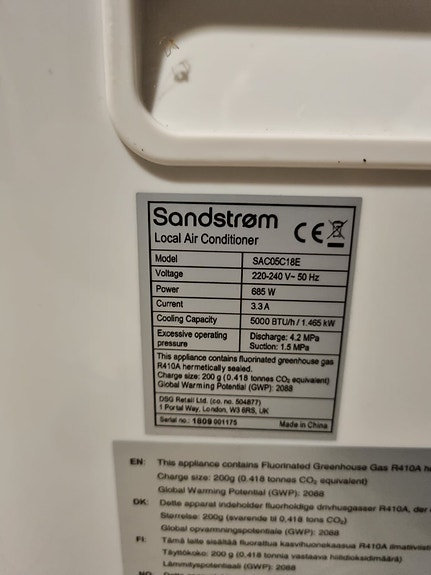 Sandstrøm
Local Air Conditioner
CE
Model SAC05C18E
Voltage 220-240 V~ 50 Hz
Power 685 W
Current 3.3 A
Cooling Capacity 5000 BTU/h / 1.465 kW
Excessive operating pressure Discharge: 4.2 MPa
Suction: 1.5 MPa
This appliance contains fluorinated greenhouse gas
R410A hermetically sealed.
Charge size: 200 g (0.418 tonnes CO₂ equivalent)
Global Warming Potential (GWP): 2088
DSG Retail Ltd. (co. no. 504877)
1 Portal Way, London, W3 6RS, UK
Serial no.: 1809 001175 Made in China
EN: This appliance contains Fluorinated Greenhouse Gas R410A
Charge size: 200g (0.418 tonnes CO₂ equivalent)
Global Warming Potential (GWP): 2088
DK: Dette apparat indeholder fluorholdige drivhusgasser R410A, der
Størrelse: 200g (svarende til 0,418 tons CO₂)
Global opvarmningspotentiale (GWP): 2088
FI: Tämä laite sisältää fluorattua kasvihuonekaasua R410A
Täyttökoko: 200 g (0,418 tonnia vastaava hiilidioksidimäärä)
Lämmityspotentiaali (GWP): 2088